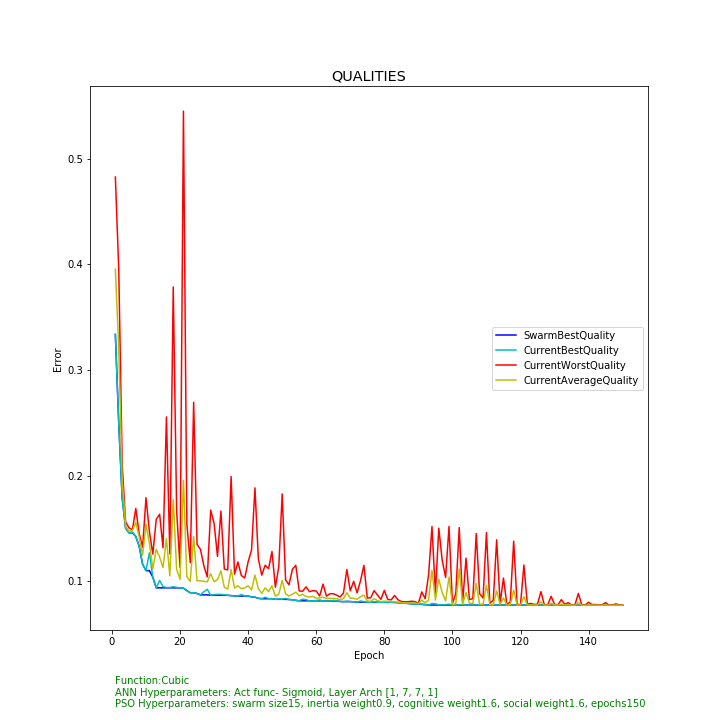 QUALITIES
Error
0.5
0.4
0.3
0.2
0.1
SwarmBestQuality
CurrentBestQuality
CurrentWorstQuality
CurrentAverageQuality
0 20 40 60 80 100 120 140
Epoch
Function:Cubic
ANN Hyperparameters: Act func- Sigmoid, Layer Arch [1, 7, 7, 1]
PSO Hyperparameters: swarm size15, inertia weight0.9, cognitive weight1.6, social weight1.6, epochs150